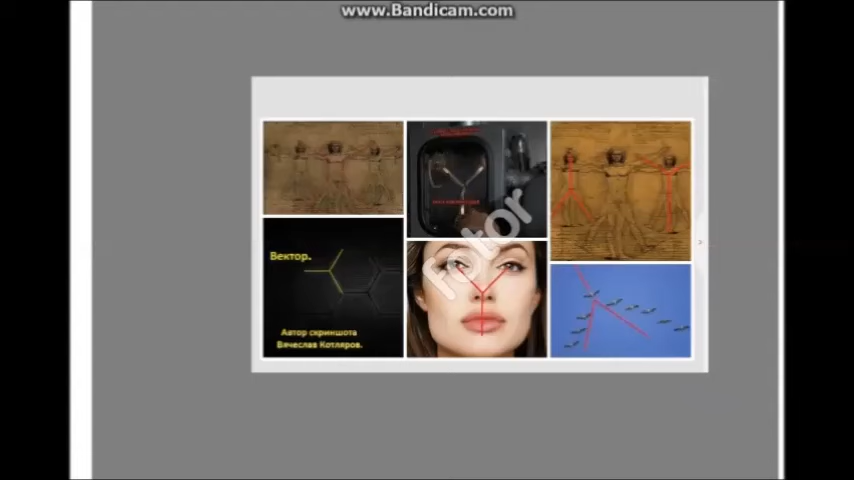 www.Bandicam.com
Вектор.
fotor
Автор скриншота
Вячеслав Котляров.